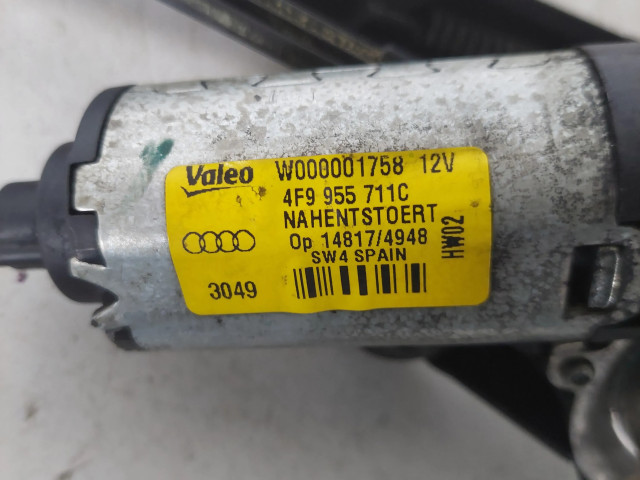 Valeo W000001758 12V
4F9 955 711C
NAHENTSTOERT
Op 14817/4948
SW4 SPAIN
3049
HW02